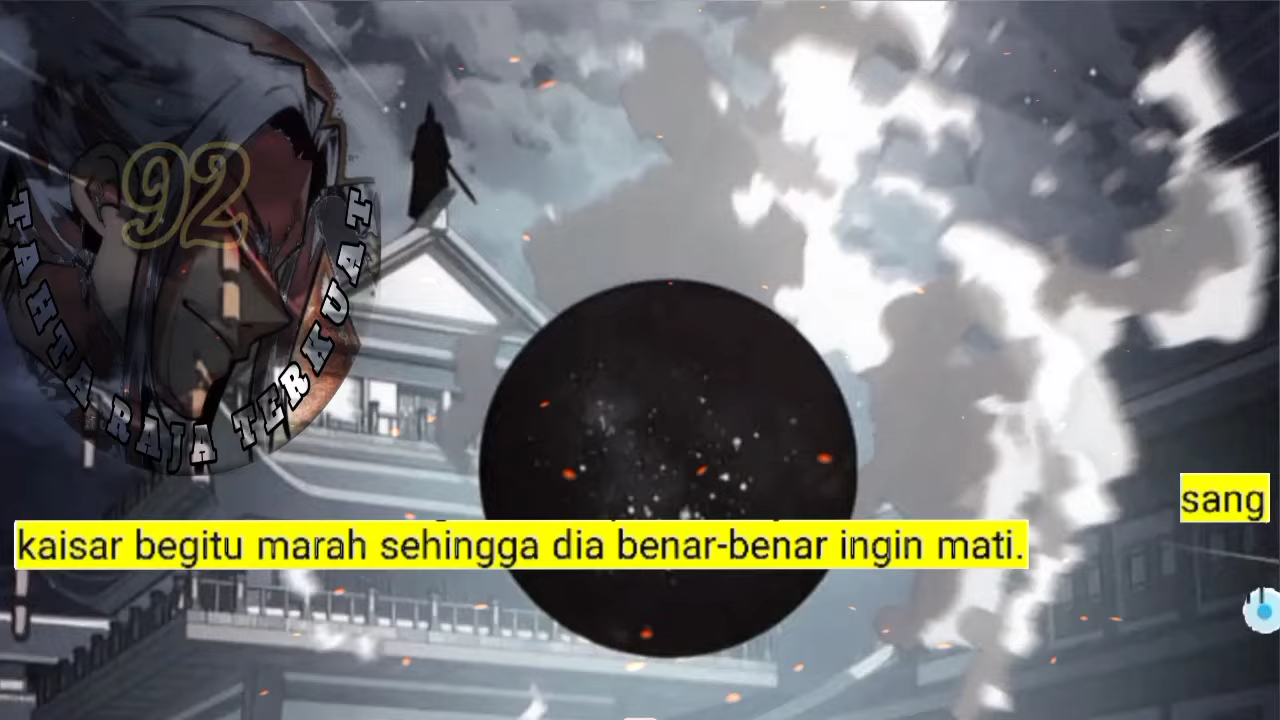 92
TAHTA RAJA TERKUAT
sang
kaisar begitu marah sehingga dia benar-benar ingin mati.